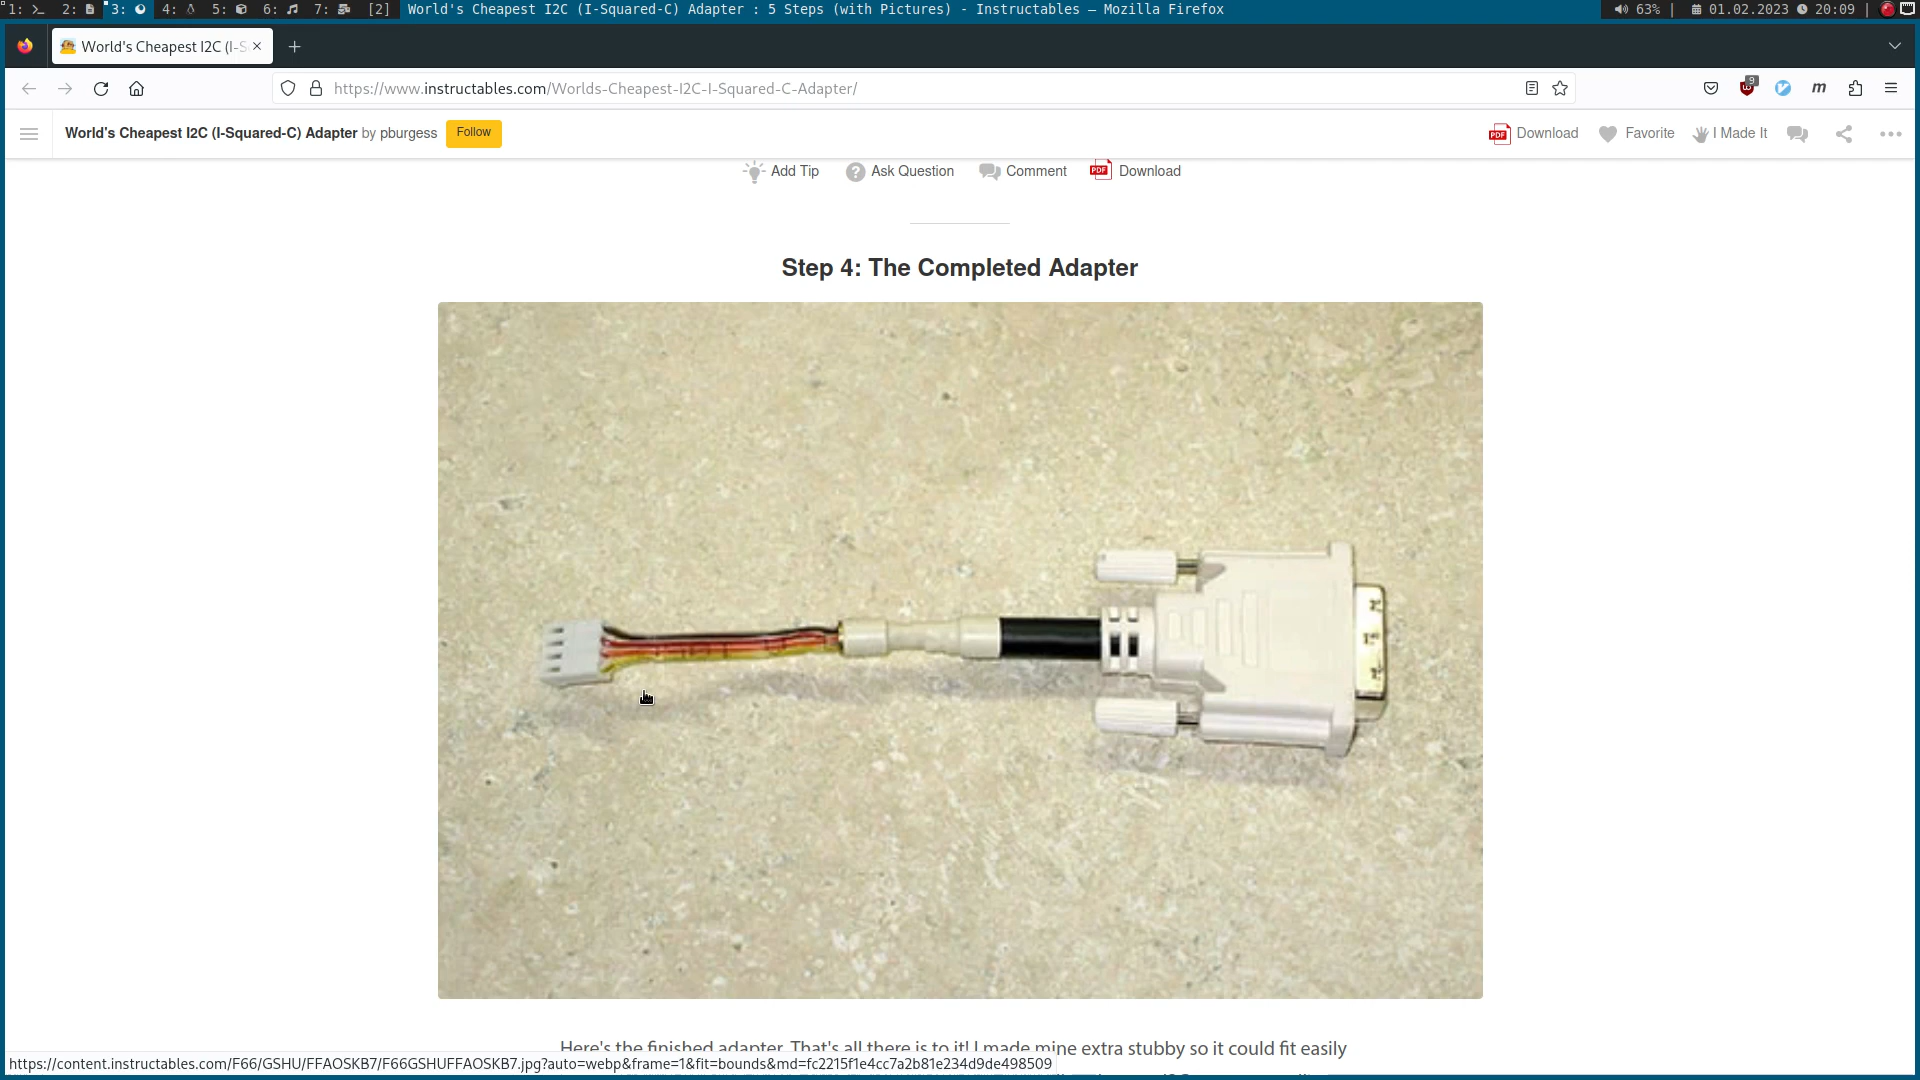 1: 2: 3: 4: 5: 6: 7: [2] World's Cheapest I2C (I-Squared-C) Adapter : 5 Steps (with Pictures) - Instructables — Mozilla Firefox 63% | 01.02.2023 20:09 |
World's Cheapest I2C (I-S
https://www.instructables.com/Worlds-Cheapest-I2C-I-Squared-C-Adapter/ 9 m
World's Cheapest I2C (I-Squared-C) Adapter by pburgess Follow PDF Download Favorite I Made It
Add Tip ? Ask Question Comment PDF Download
Step 4: The Completed Adapter
Here's the finished adapter. That's all there is to it! I made mine extra stubby so it could fit easily
https://content.instructables.com/F66/GSHU/FFAOSKB7/F66GSHUFFAOSKB7.jpg?auto=webp&frame=1&fit=bounds&md=fc2215f1e4cc7a2b81e234d9de498509